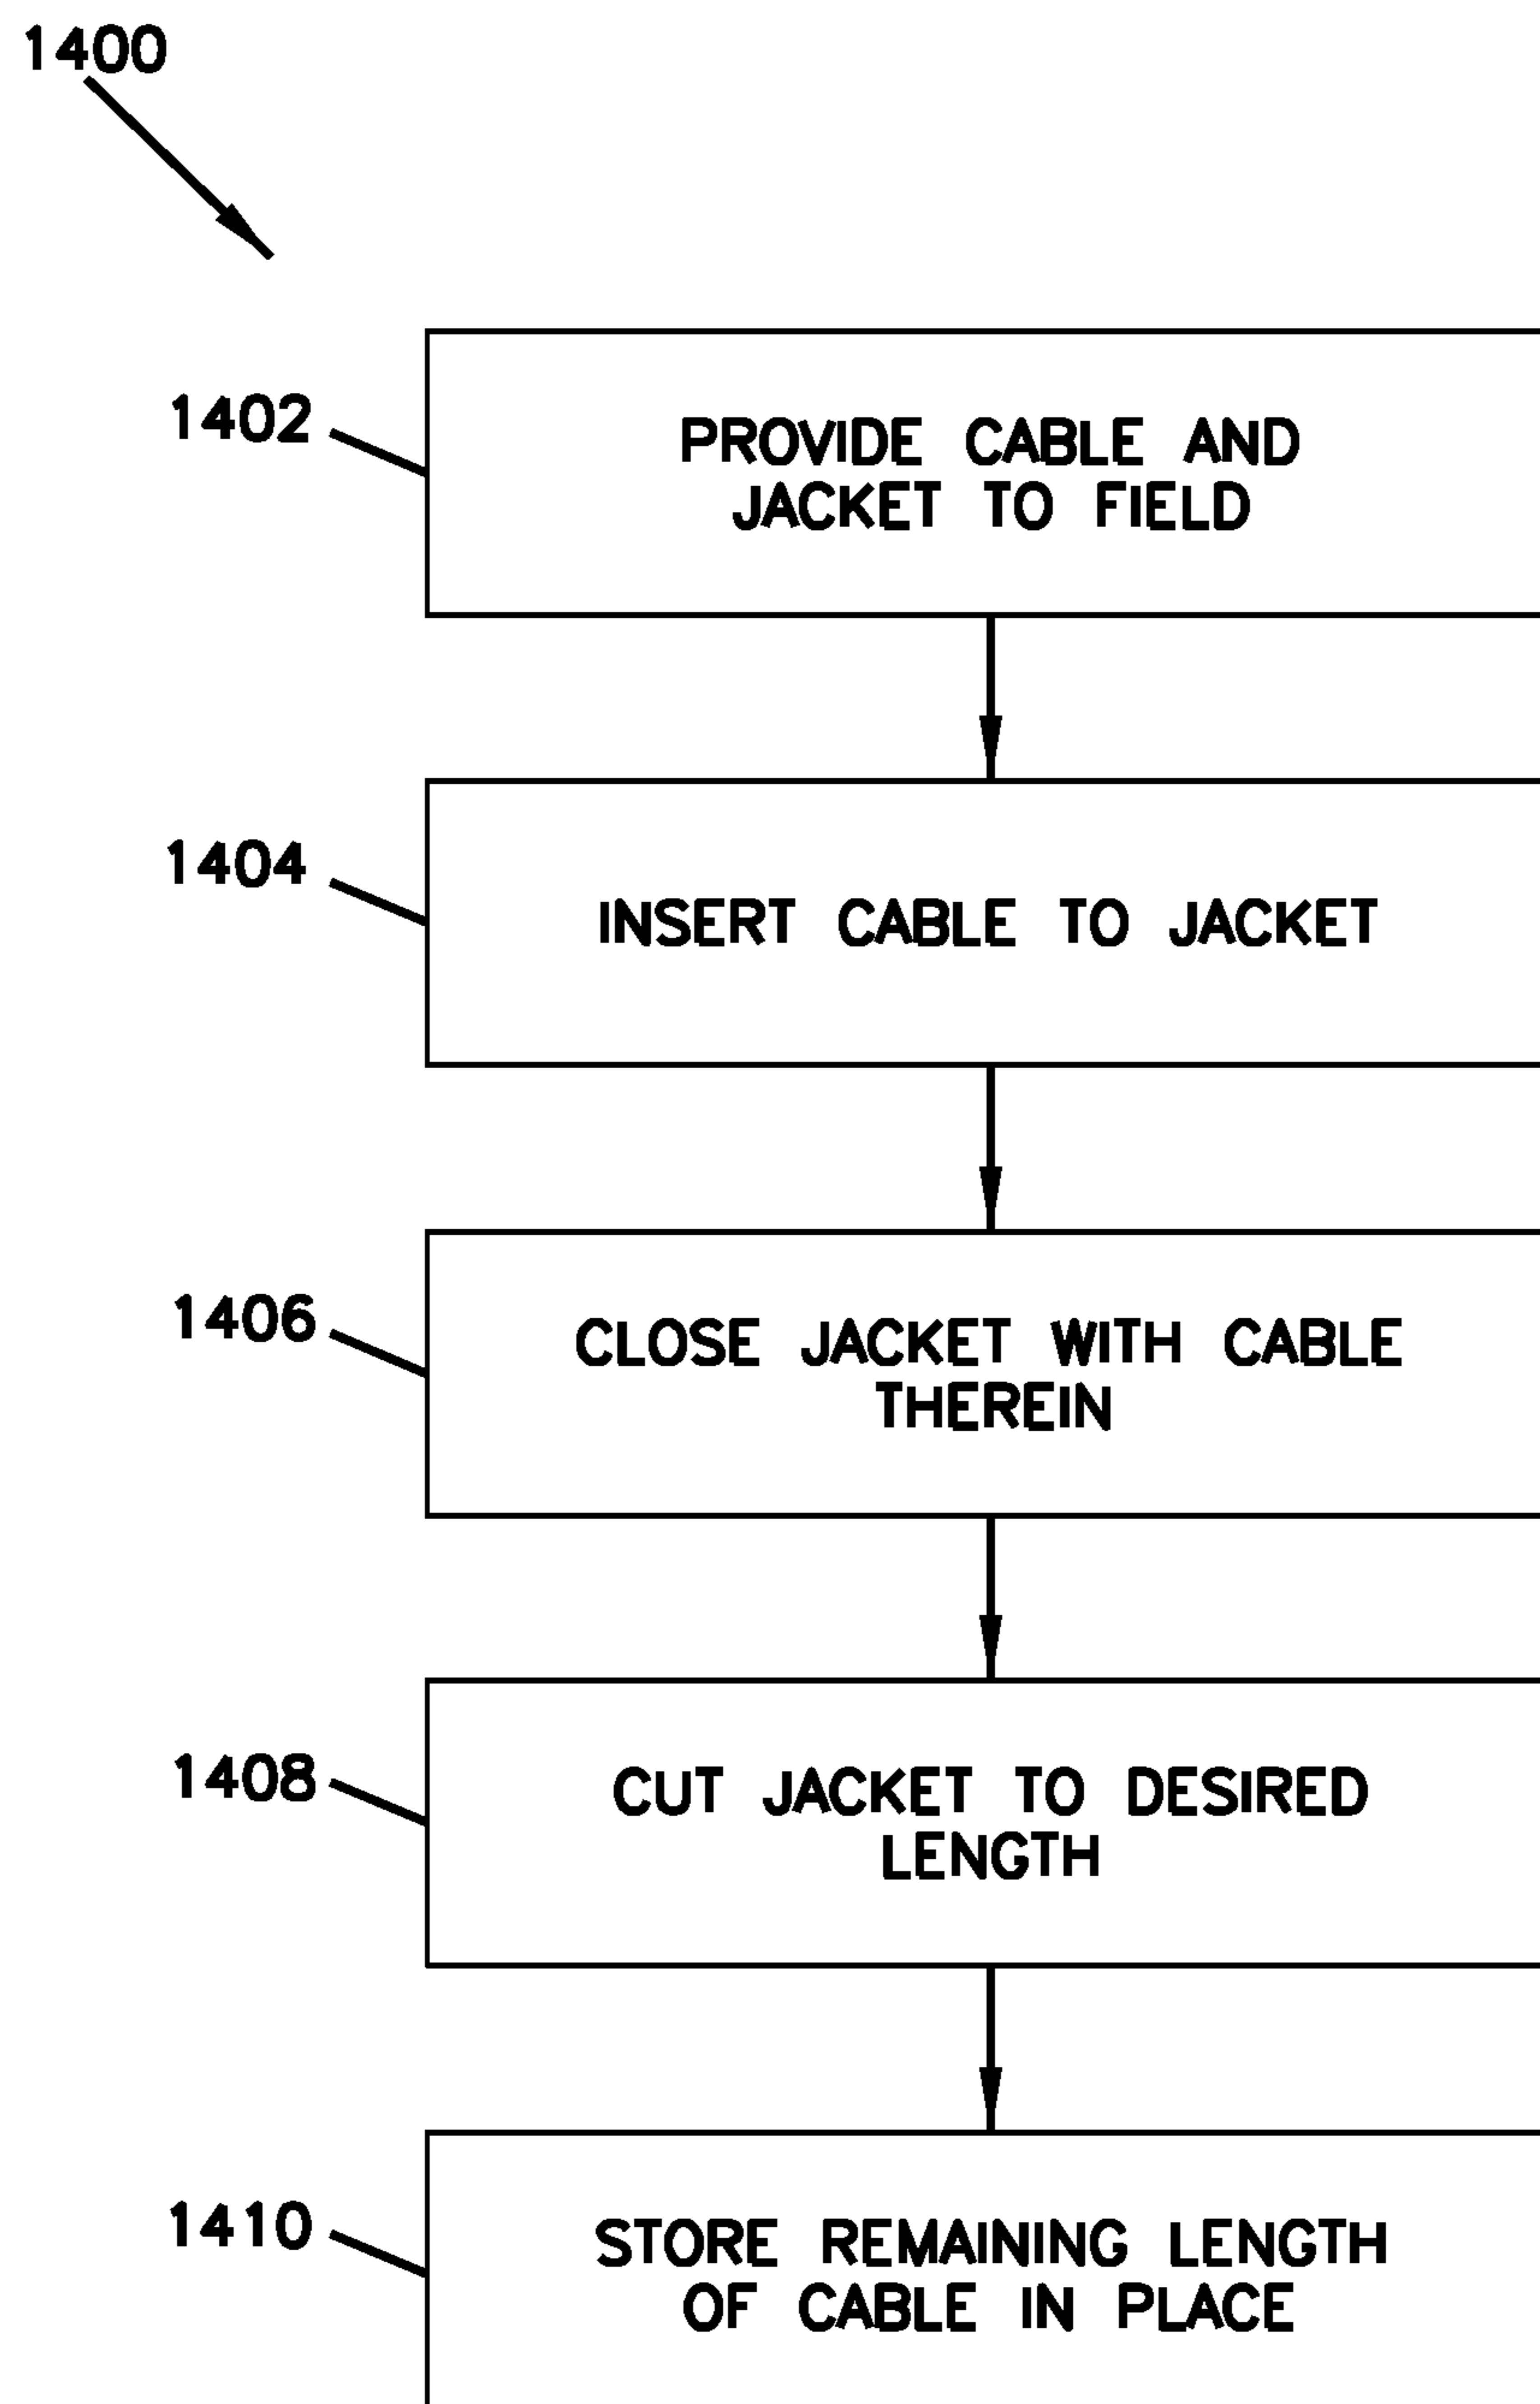 1400
1402
PROVIDE CABLE AND
JACKET TO FIELD
1404
INSERT CABLE TO JACKET
1406
CLOSE JACKET WITH CABLE
THEREIN
1408
CUT JACKET TO DESIRED
LENGTH
1410
STORE REMAINING LENGTH
OF CABLE IN PLACE